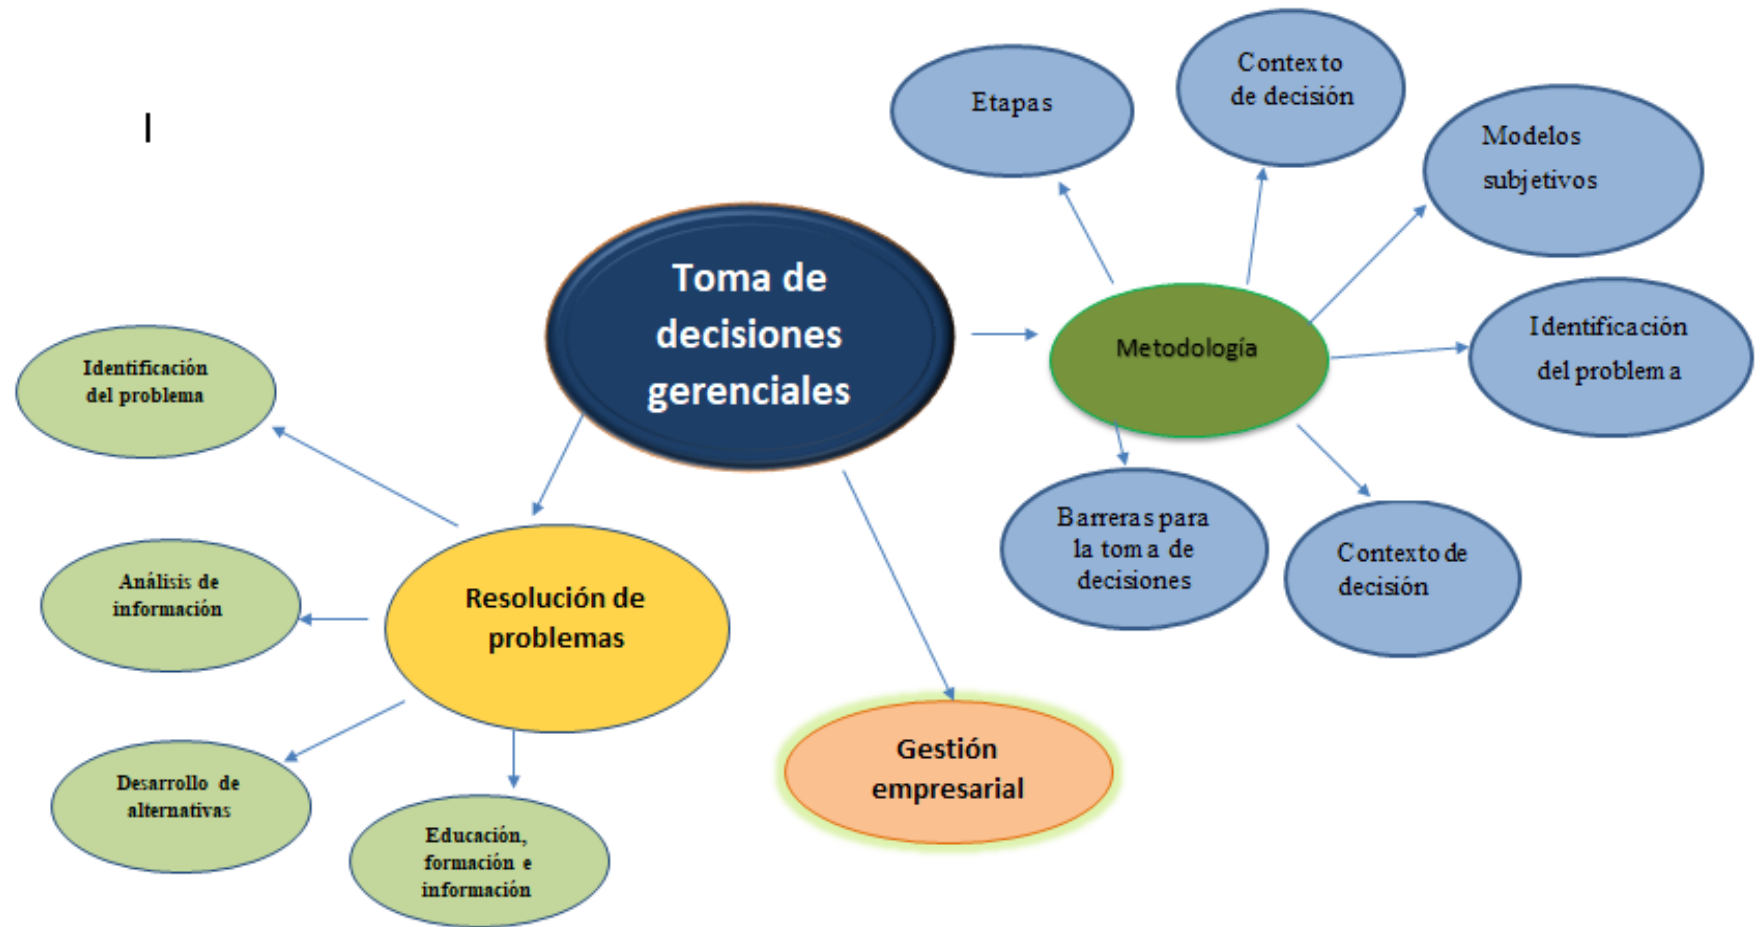 Etapas
Contexto
de decisión
Modelos
subjetivos
Toma de
decisiones
gerenciales
Metodología
Identificación
del problema
Identificación
del problema
Barreras para
la toma de
decisiones
Contexto de
decisión
Análisis de
información
Resolución de
problemas
Gestión
empresarial
Desarrollo de
alternativas
Educación,
formación e
información